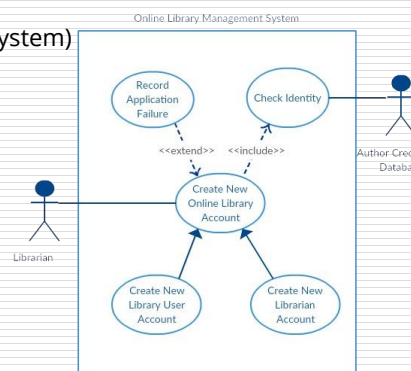 Online Library Management System
ystem)
Record
Application
Failure
Check Identity
<<extend>>
<<include>>
Author Cred
Databa
Create New
Online Library
Account
Librarian
Create New
Library User
Account
Create New
Librarian
Account